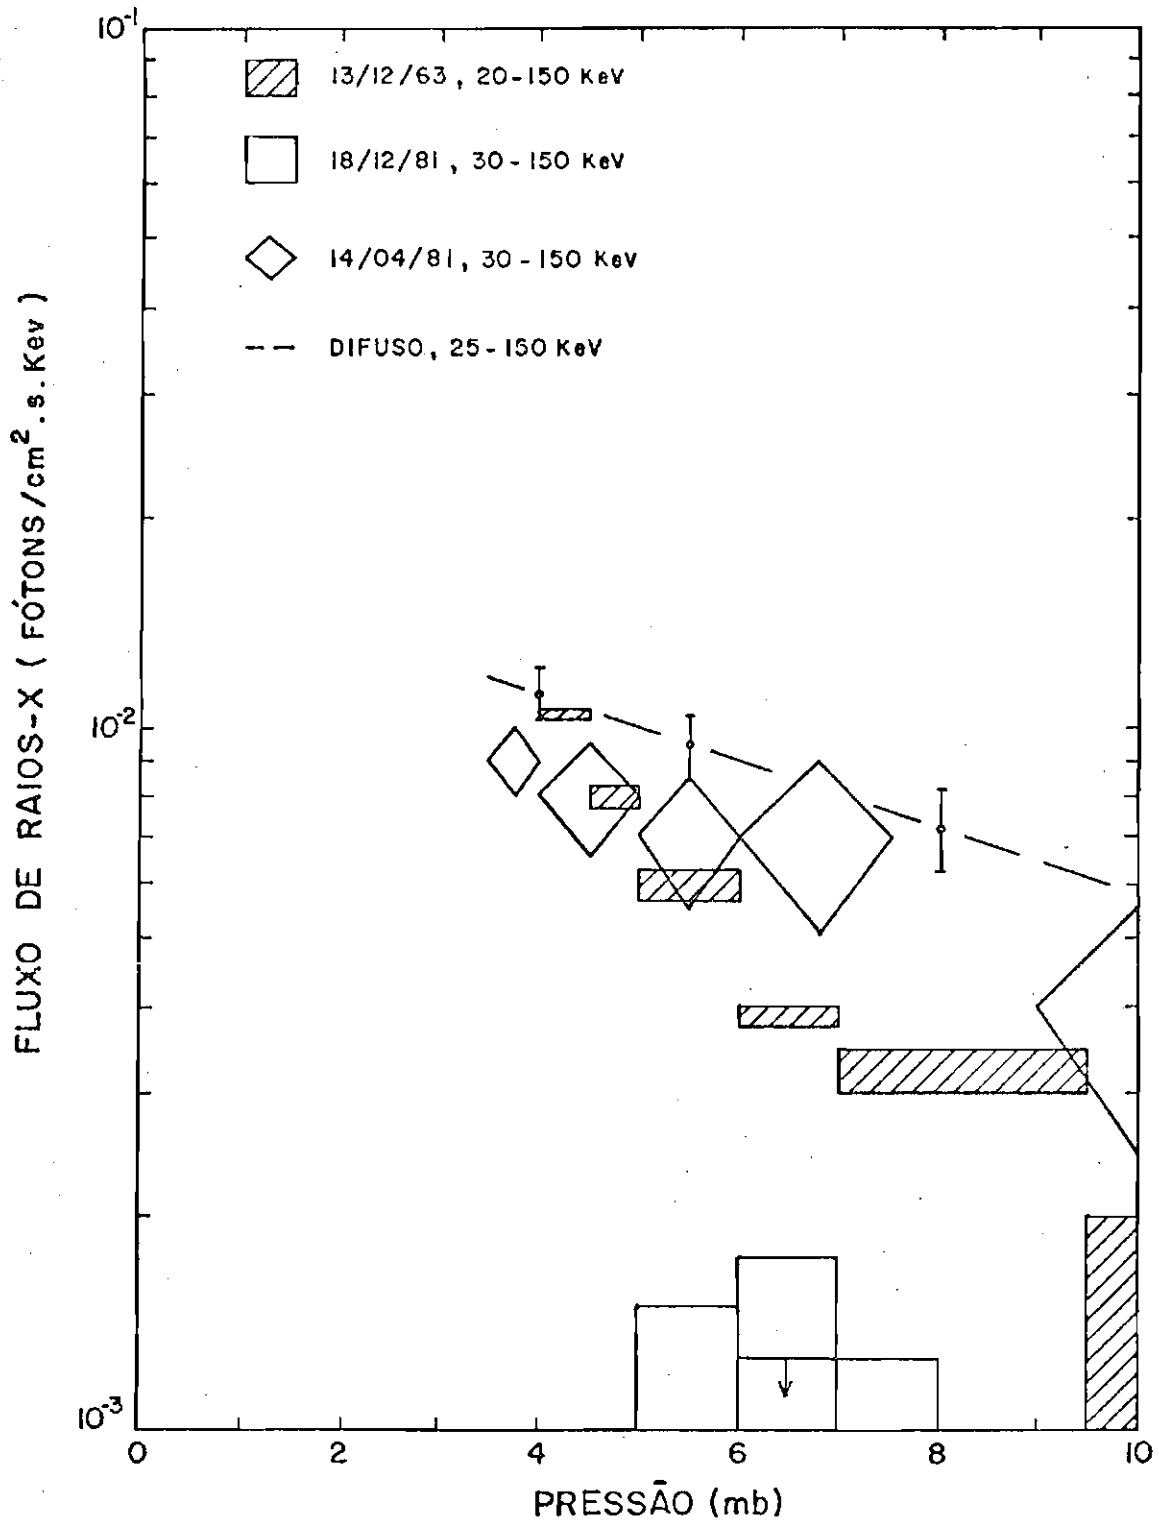 10-1
13/12/63, 20-150 KeV
18/12/81, 30-150 KeV
14/04/81, 30-150 KeV
DIFUSO, 25-150 KeV
FLUXO DE RAIOS-X (FÓTONS/cm2.s.Kev)
10-2
10-3
0 2 4 6 8 10
PRESSÃO (mb)